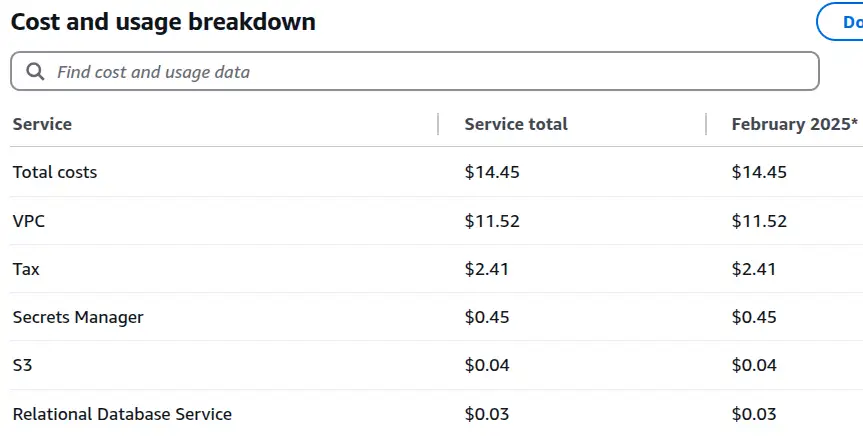 Cost and usage breakdown
Do
Find cost and usage data
Service Service total February 2025*
Total costs $14.45 $14.45
VPC $11.52 $11.52
Tax $2.41 $2.41
Secrets Manager $0.45 $0.45
S3 $0.04 $0.04
Relational Database Service $0.03 $0.03